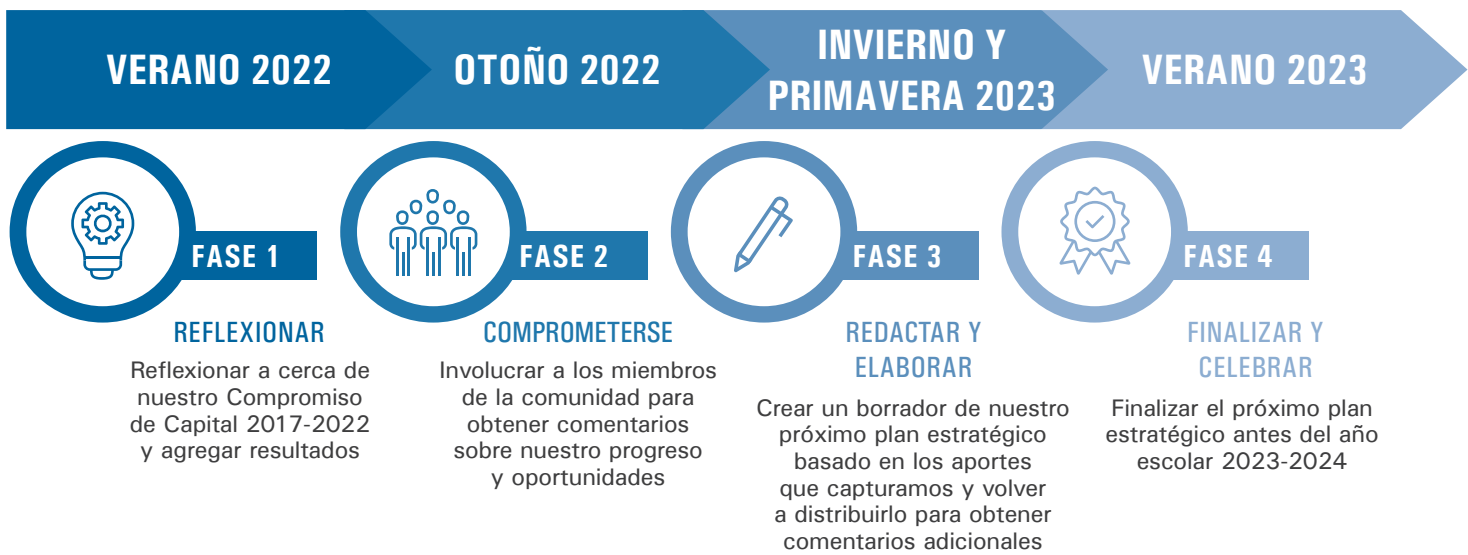 VERANO 2022
OTOÑO 2022
INVIERNO Y
PRIMAVERA 2023
VERANO 2023
FASE 1
REFLEXIONAR
Reflexionar a cerca de
nuestro Compromiso
de Capital 2017-2022
y agregar resultados
FASE 2
COMPROMETERSE
Involucrar a los miembros
de la comunidad para
obtener comentarios
sobre nuestro progreso
y oportunidades
FASE 3
REDACTAR Y
ELABORAR
Crear un borrador de nuestro
próximo plan estratégico
basado en los aportes
que capturamos y volver
a distribuirlo para obtener
comentarios adicionales
FASE 4
FINALIZAR Y
CELEBRAR
Finalizar el próximo plan
estratégico antes del año
escolar 2023-2024